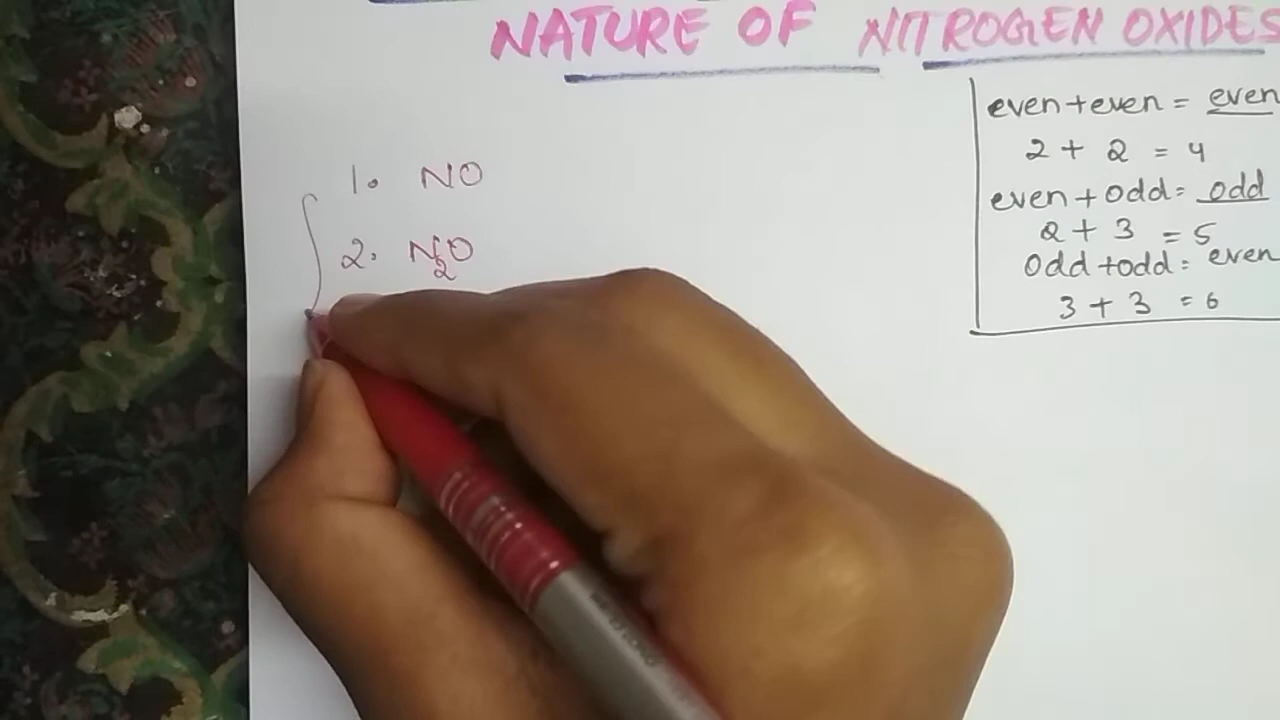 NATURE OF NITROGEN OXIDES
1. NO
2. N2O
even+even = even
2 + 2 = 4
even + odd = odd
2 + 3 = 5
odd + odd = even
3 + 3 = 6